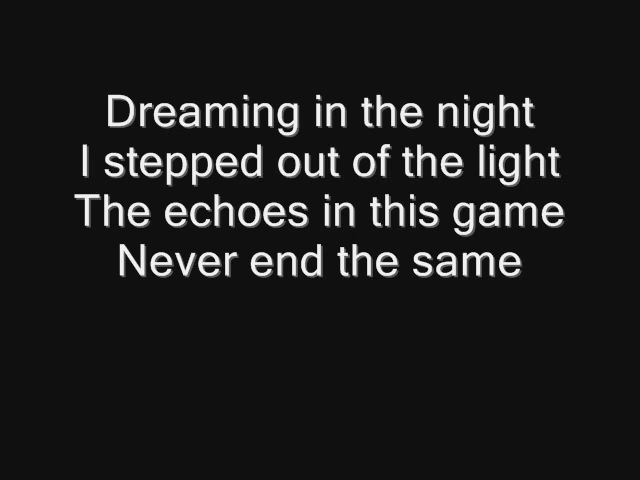 Dreaming in the night
I stepped out of the light
The echoes in this game
Never end the same